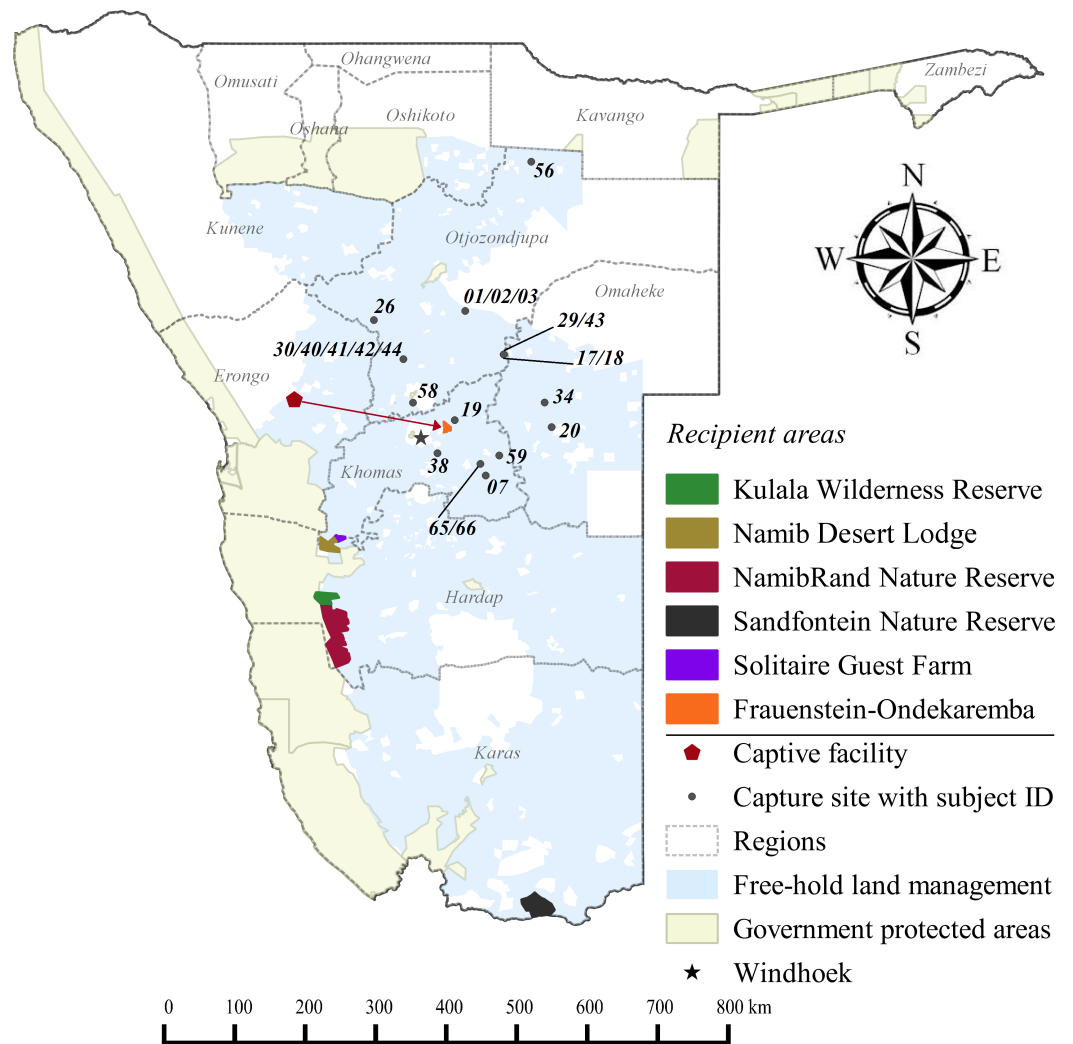 Ohangwena
Zambezi
Omusati
Oshikoto
Kavango
Oshana
56
N
Kunene
Otjozondjupa
W
E
Omaheke
01/02/03
26
29/43
S
30/40/41/42/44
17/18
Erongo
58
34
19
20
Recipient areas
59
38
Khomas
07
Kulala Wilderness Reserve
65/66
Namib Desert Lodge
NamibRand Nature Reserve
Hardap
Sandfontein Nature Reserve
Solitaire Guest Farm
Frauenstein-Ondekaremba
Karas
Captive facility
Capture site with subject ID
Regions
Free-hold land management
Government protected areas
Windhoek
0 100 200 300 400 500 600 700 800 km